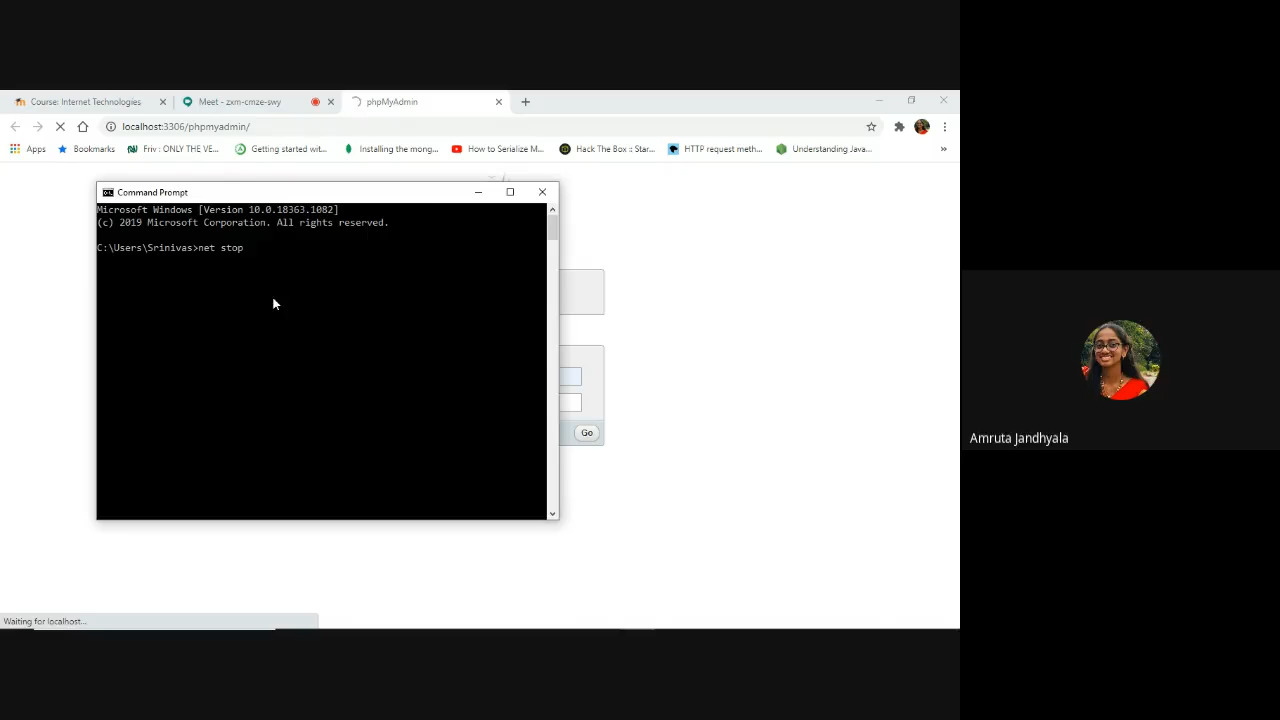 Course: Internet Technologies
Meet - zxm-cmze-swy
phpMyAdmin
localhost:3306/phpmyadmin/
Apps
Bookmarks
Friv : ONLY THE VE...
Getting started wit...
Installing the mong...
How to Serialize M...
Hack The Box :: Star...
HTTP request meth...
Understanding Java...
Command Prompt
Microsoft Windows [Version 10.0.18363.1082]
(c) 2019 Microsoft Corporation. All rights reserved.
C:\Users\Srinivas>net stop
Go
Waiting for localhost...
Amruta Jandhyala